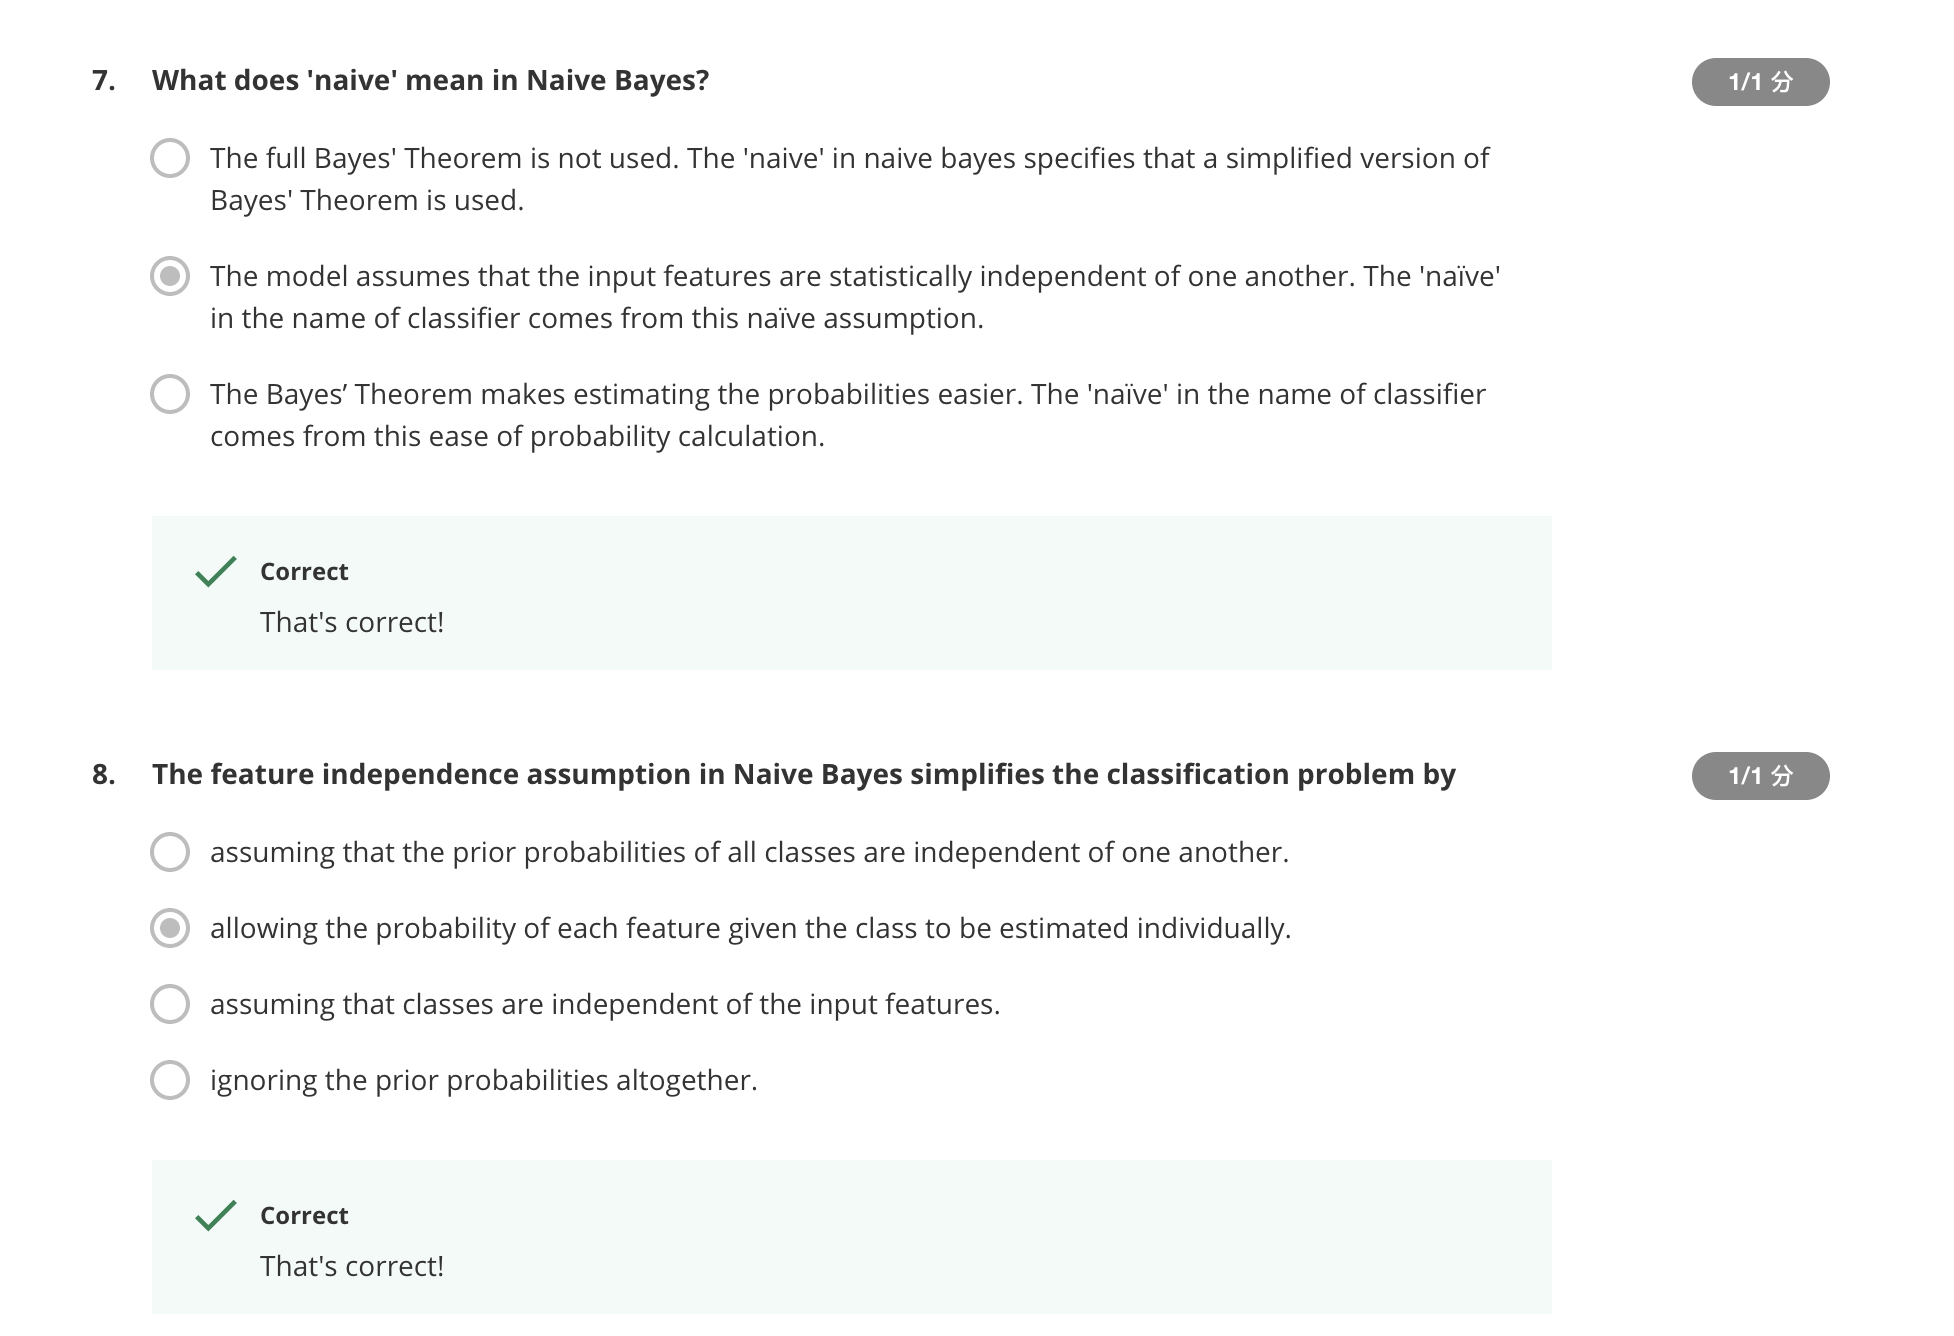 7. What does 'naive' mean in Naive Bayes?
1/1 分
The full Bayes' Theorem is not used. The 'naive' in naive bayes specifies that a simplified version of
Bayes' Theorem is used.
The model assumes that the input features are statistically independent of one another. The 'naïve'
in the name of classifier comes from this naïve assumption.
The Bayes’ Theorem makes estimating the probabilities easier. The 'naïve' in the name of classifier
comes from this ease of probability calculation.
Correct
That's correct!
8. The feature independence assumption in Naive Bayes simplifies the classification problem by
1/1 分
assuming that the prior probabilities of all classes are independent of one another.
allowing the probability of each feature given the class to be estimated individually.
assuming that classes are independent of the input features.
ignoring the prior probabilities altogether.
Correct
That's correct!